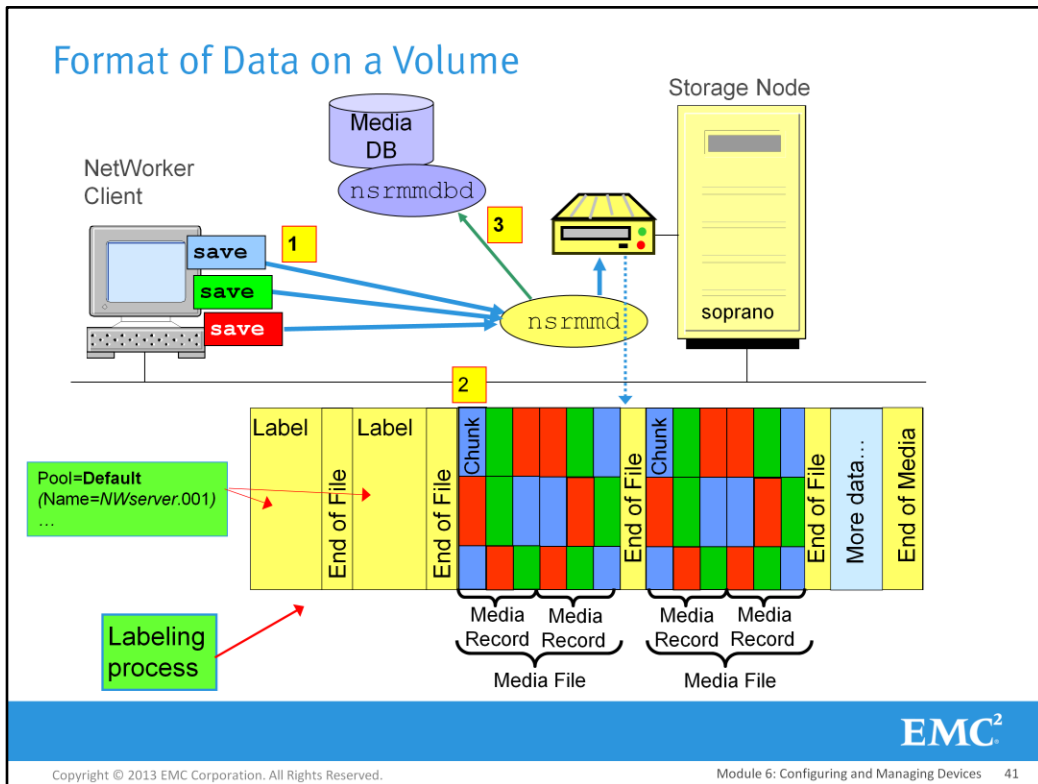 Format of Data on a Volume
Storage Node
Media
DB
nsrmmdbd
NetWorker
Client
save
save
save
1
3
nsrmmd
soprano
2
Label
End of File
Label
End of File
Chunk
End of File
Chunk
End of File
More data…
End of Media
Pool=Default
(Name=NWserver.001)
…
Labeling
process
Media
Record
Media
Record
Media
Record
Media
Record
Media File
Media File
EMC²
Copyright © 2013 EMC Corporation. All Rights Reserved.
Module 6: Configuring and Managing Devices 41